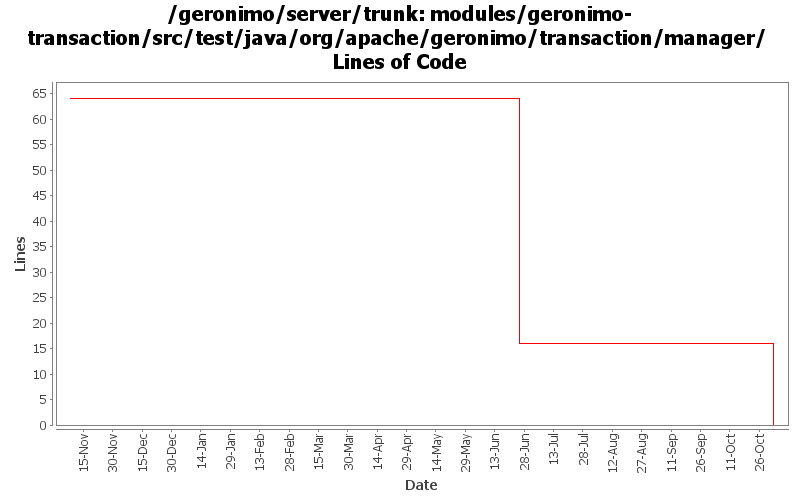 /geronimo/server/trunk: modules/geronimo-
transaction/src/test/java/org/apache/geronimo/transaction/manager/
Lines of Code
65
60
55
50
45
40
35
30
25
20
15
10
5
0
Lines
15-Nov
30-Nov
15-Dec
30-Dec
14-Jan
29-Jan
13-Feb
28-Feb
15-Mar
30-Mar
14-Apr
29-Apr
14-May
29-May
13-Jun
28-Jun
13-Jul
28-Jul
12-Aug
27-Aug
11-Sep
26-Sep
11-Oct
26-Oct
Date